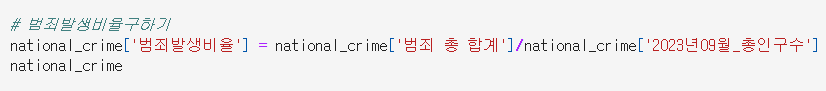 # 범죄발생비율구하기
national_crime['범죄발생비율'] = national_crime['범죄 총 합계']/national_crime['2023년09월_총인구수']
national_crime